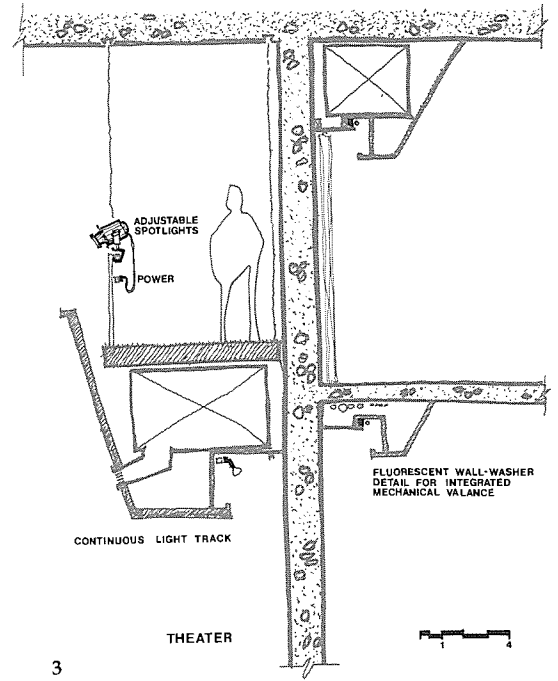 ADJUSTABLE
SPOTLIGHTS
POWER
FLUORESCENT WALL-WASHER
DETAIL FOR INTEGRATED
MECHANICAL VALANCE
CONTINUOUS LIGHT TRACK
THEATER
1 4
3